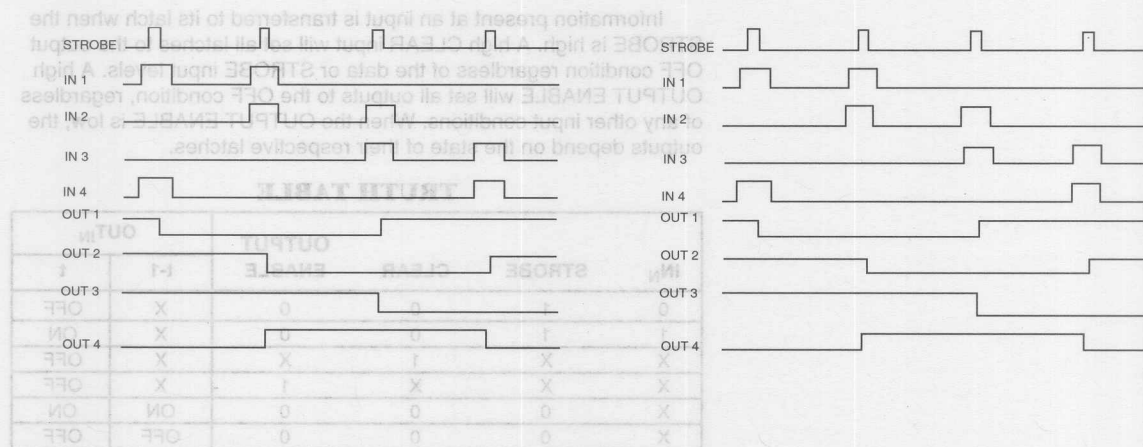 Information present at an input is transferred to its latch when the
STROBE is high. A high CLEAR input will set all latches to the output
OFF condition regardless of the data or STROBE input levels. A high
OUTPUT ENABLE will set all outputs to the OFF condition, regardless
of any other input conditions. When the OUTPUT ENABLE is low, the
outputs depend on the state of their respective latches.
TRUTH TABLE
OUTPUT OUT IN
IN N STROBE CLEAR ENABLE t-1 t
0 1 0 0 X OFF
1 1 0 0 X ON
X X 1 X X OFF
X X X 1 X OFF
X 0 0 0 ON ON
X 0 0 0 OFF OFF
STROBE
IN 1
IN 2
IN 3
IN 4
OUT 1
OUT 2
OUT 3
OUT 4
STROBE
IN 1
IN 2
IN 3
IN 4
OUT 1
OUT 2
OUT 3
OUT 4